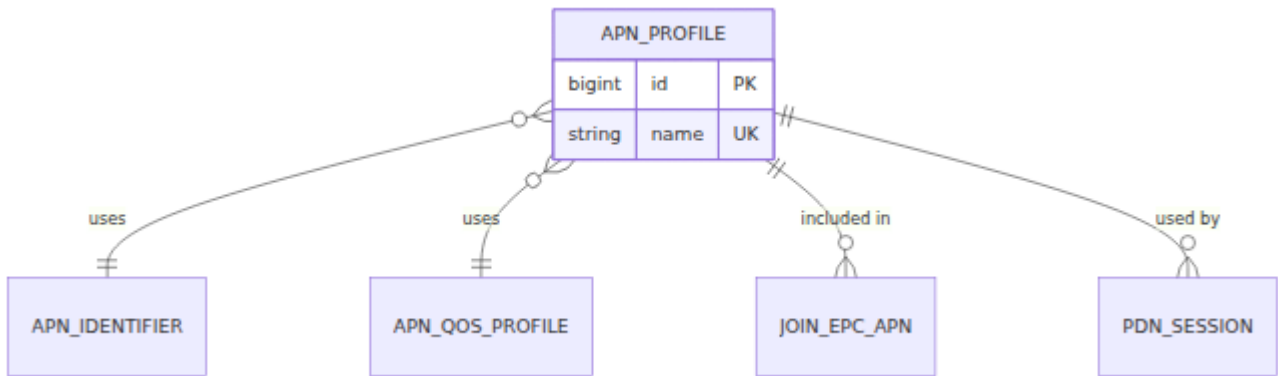 APN_PROFILE
bigint id PK
string name UK
uses
uses
included in
used by
APN_IDENTIFIER
APN_QOS_PROFILE
JOIN_EPC_APN
PDN_SESSION